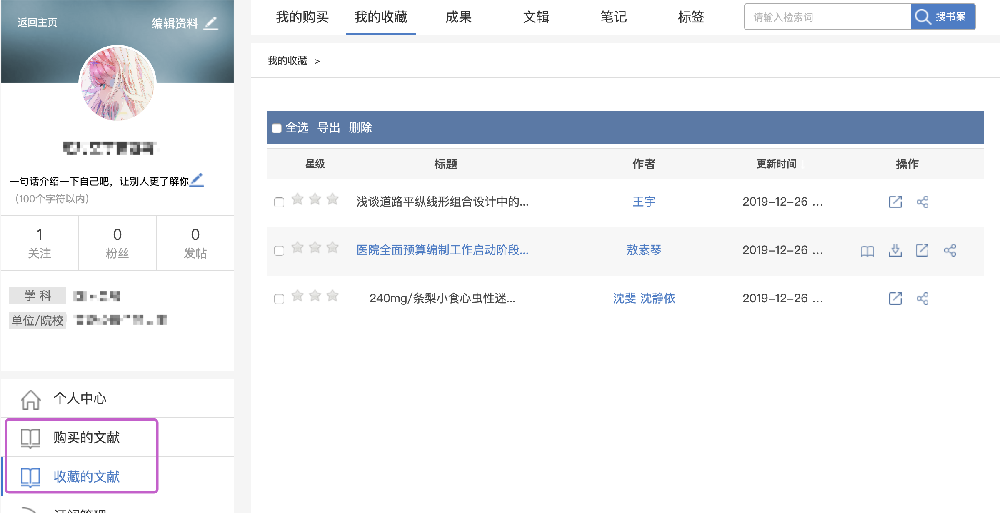 返回主页
编辑资料
一句话介绍一下自己吧，让别人更了解你
（100个字符以内）
1 0 0
关注 粉丝 发帖
学 科
单位/院校
个人中心
购买的文献
收藏的文献
订阅管理
我的购买 我的收藏 成果 文辑 笔记 标签
请输入检索词 搜书案
我的收藏 >
全选 导出 删除
星级 标题 作者 更新时间 操作
浅谈道路平纵线形组合设计中的... 王宇 2019-12-26 ...
医院全面预算编制工作启动阶段... 敖素琴 2019-12-26 ...
240mg/条梨小食心虫性迷... 沈斐 沈静依 2019-12-26 ...